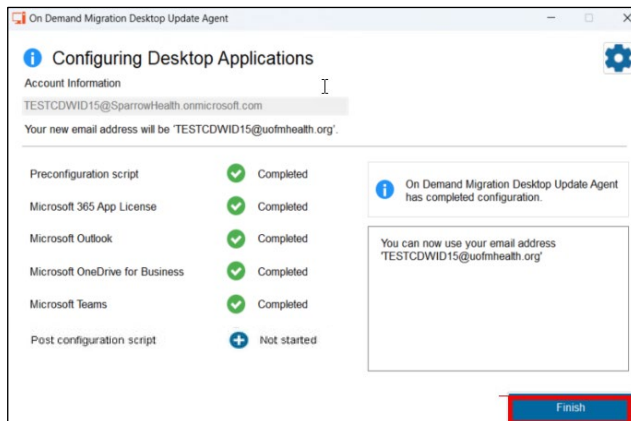 On Demand Migration Desktop Update Agent
Configuring Desktop Applications
Account Information
TESTCDWID15@SparrowHealth.onmicrosoft.com
Your new email address will be 'TESTCDWID15@uofmhealth.org'.
Preconfiguration script Completed
Microsoft 365 App License Completed
Microsoft Outlook Completed
Microsoft OneDrive for Business Completed
Microsoft Teams Completed
Post configuration script Not started
On Demand Migration Desktop Update Agent
has completed configuration.
You can now use your email address
'TESTCDWID15@uofmhealth.org'
Finish